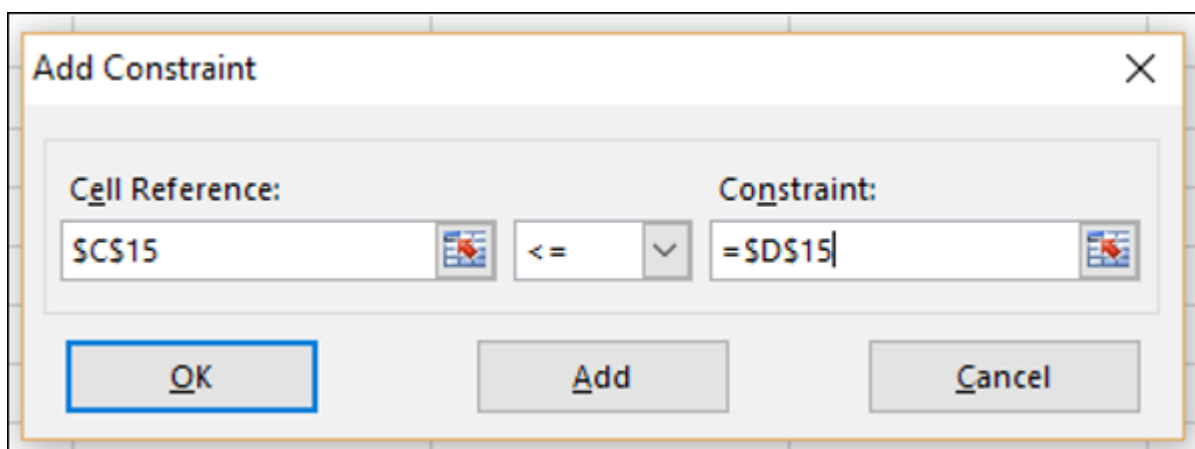 Add Constraint
Cell Reference: Constraint:
$C$15 <= =$D$15
OK Add Cancel